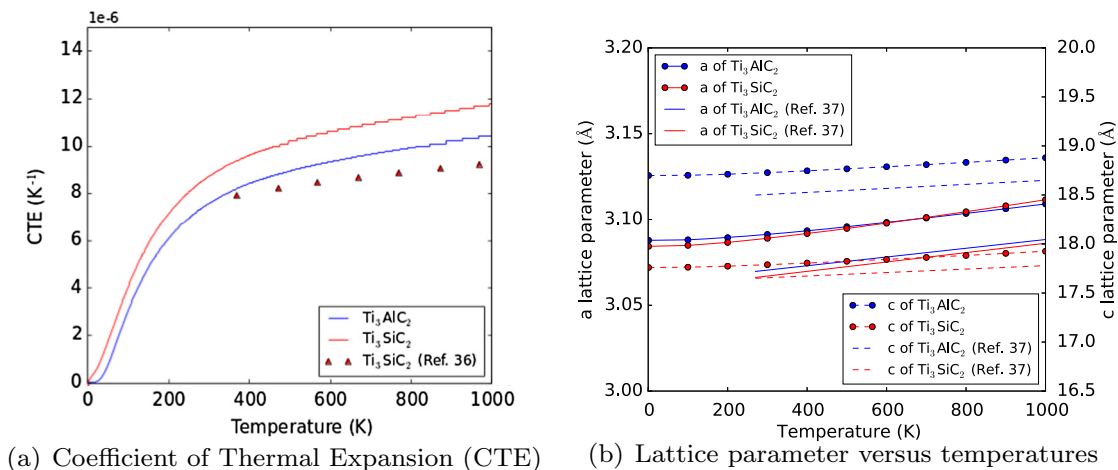 1e-6
14
12
10
8
6
4
2
0
CTE (K⁻¹)
Ti₃AlC₂
Ti₃SiC₂
Ti₃SiC₂ (Ref. 36)
0 200 400 600 800 1000
Temperature (K)
(a) Coefficient of Thermal Expansion (CTE)
3.20
3.15
3.10
3.05
3.00
a lattice parameter (Å)
a of Ti₃AlC₂
a of Ti₃SiC₂
a of Ti₃AlC₂ (Ref. 37)
a of Ti₃SiC₂ (Ref. 37)
c of Ti₃AlC₂
c of Ti₃SiC₂
c of Ti₃AlC₂ (Ref. 37)
c of Ti₃SiC₂ (Ref. 37)
20.0
19.5
19.0
18.5
18.0
17.5
17.0
16.5
c lattice parameter (Å)
0 200 400 600 800 1000
Temperature (K)
(b) Lattice parameter versus temperatures